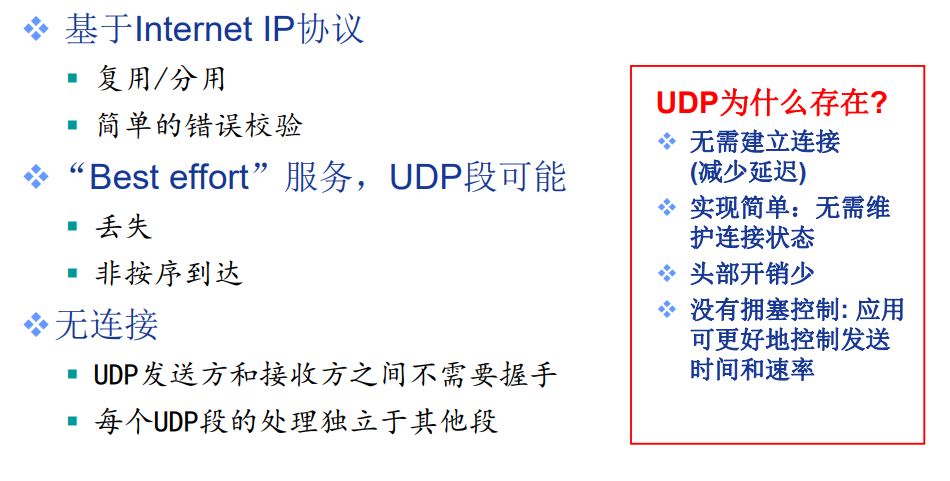 基于Internet IP协议
复用/分用
简单的错误校验
“Best effort”服务，UDP段可能
丢失
非按序到达
无连接
UDP发送方和接收方之间不需要握手
每个UDP段的处理独立于其他段
UDP为什么存在?
无需建立连接
(减少延迟)
实现简单：无需维
护连接状态
头部开销少
没有拥塞控制: 应用
可更好地控制发送
时间和速率